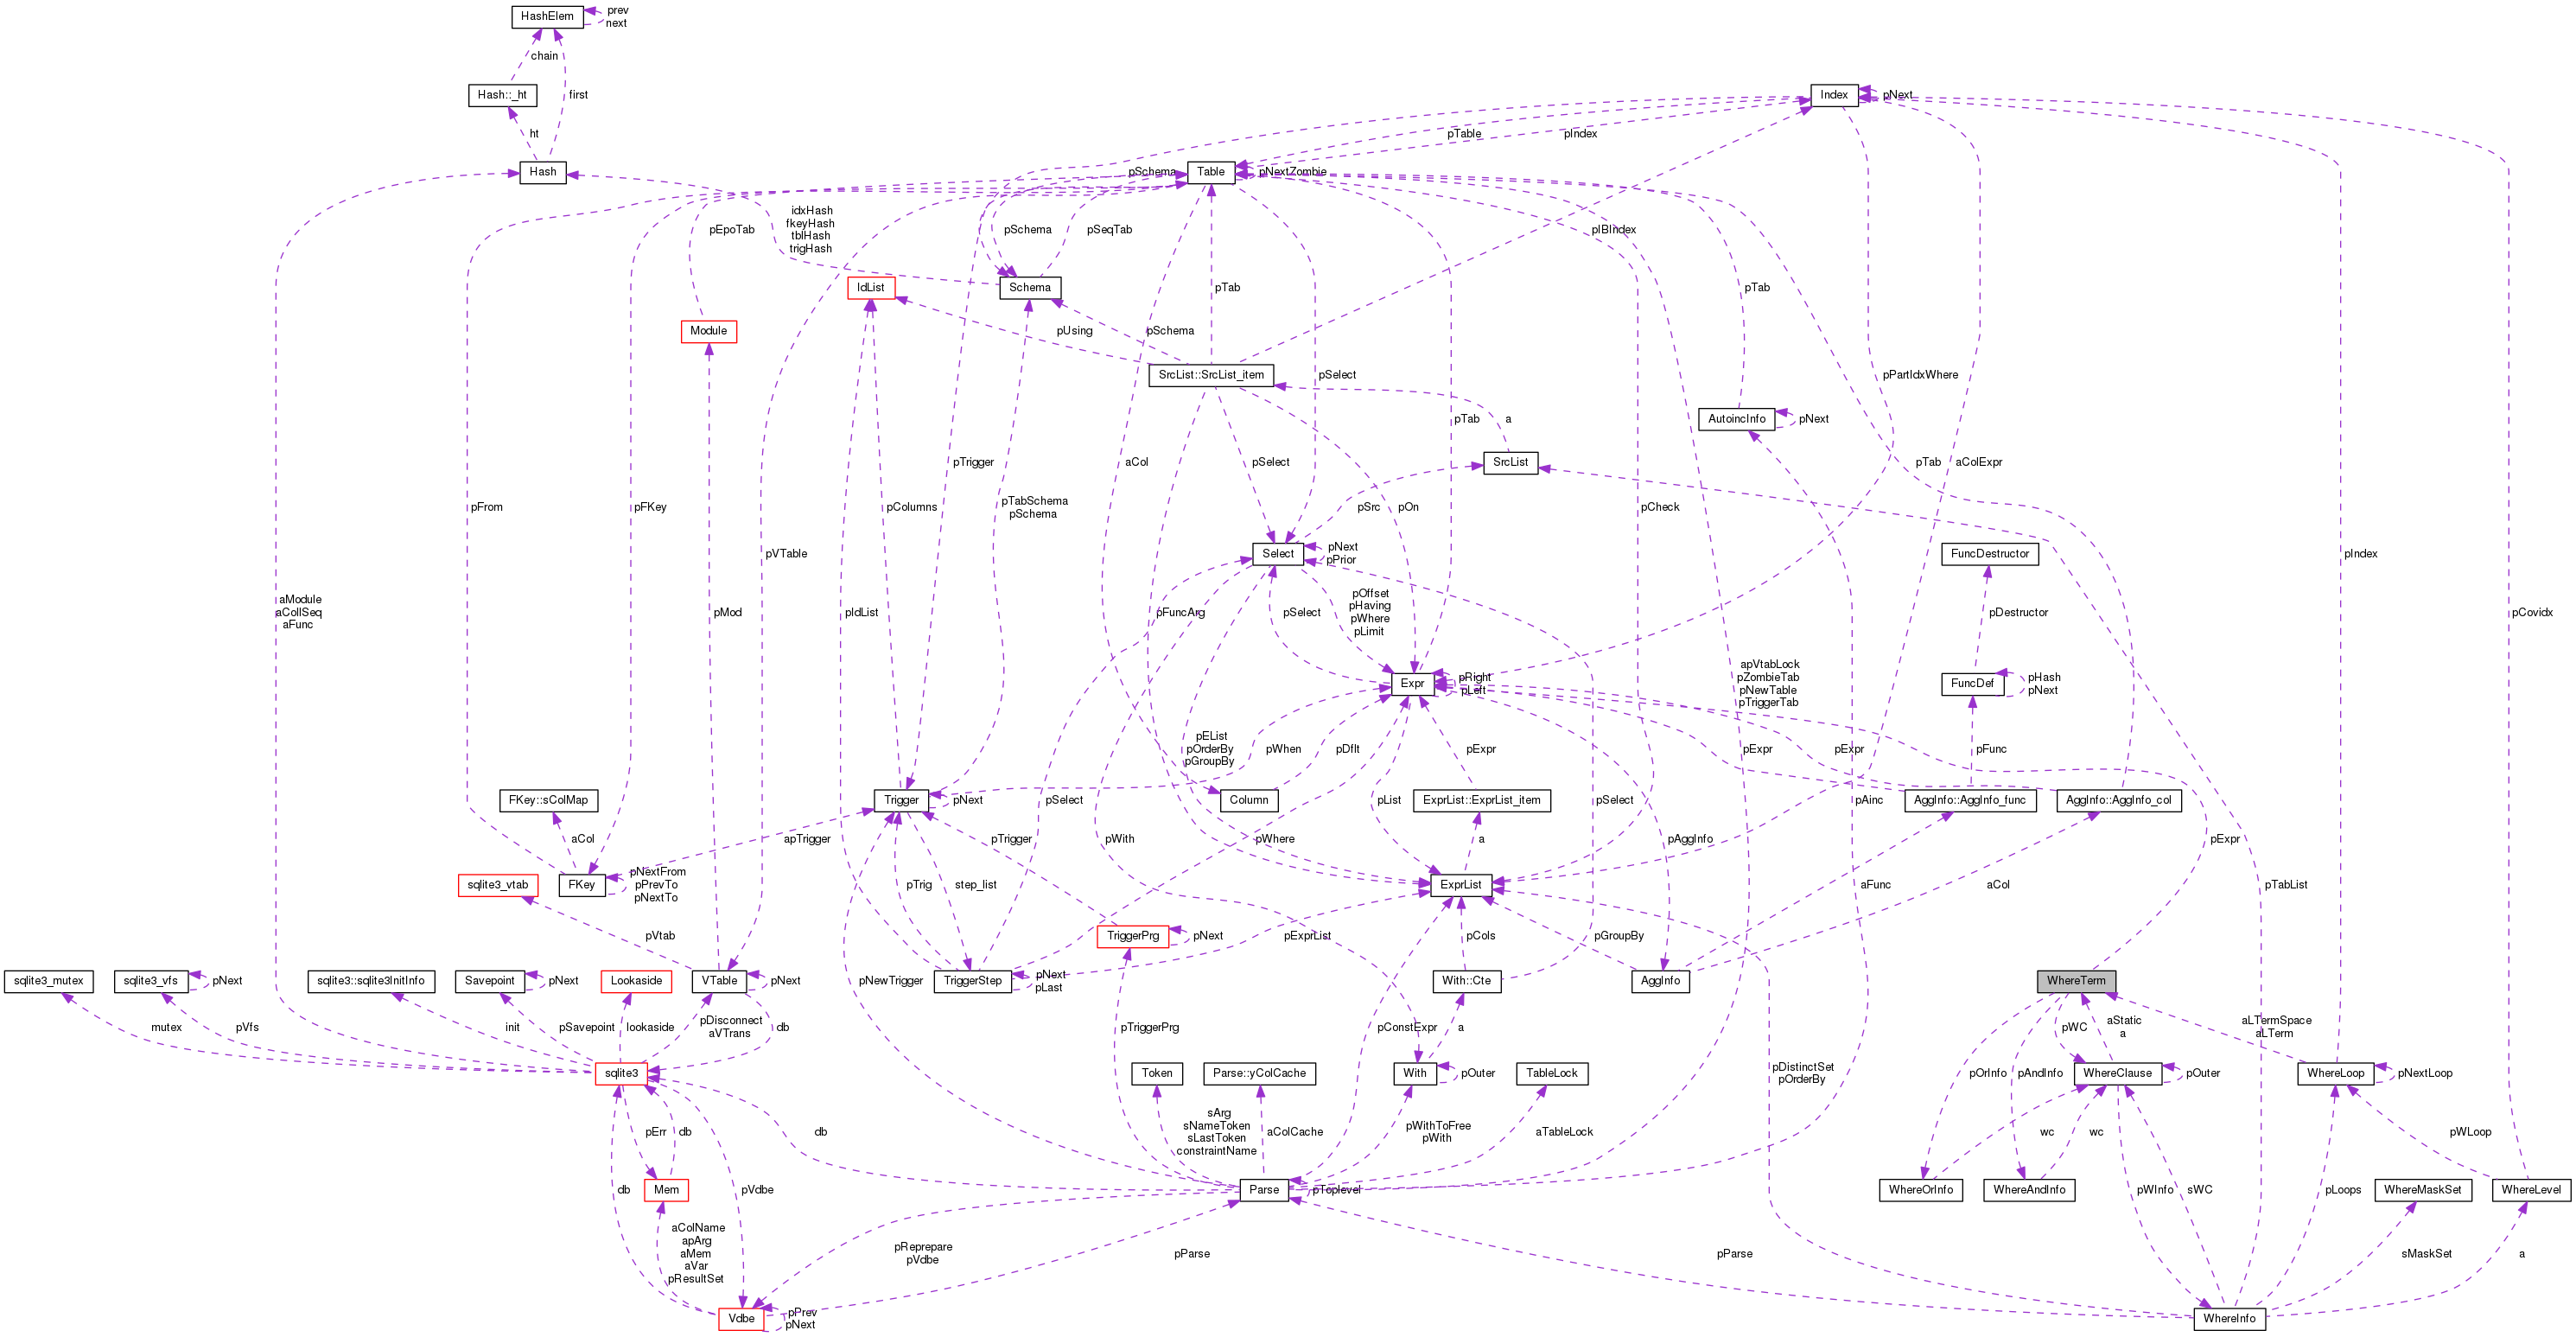 HashElem
prev
next
chain
Hash::_ht
first
Index
pNext
ht
pTable
pIndex
Hash
pSchema
Table
pNextZombie
idxHash
fkeyHash
tblHash
trigHash
pEpoTab
pSchema
pSeqTab
pIBIndex
IdList
Schema
pTab
pTab
Module
pUsing
pSchema
SrcList::SrcList_item
pSelect
pPartIdxWhere
AutoincInfo
pNext
pTab
a
aCol
pTrigger
pSelect
SrcList
pTab
aColExpr
pFrom
pFKey
pColumns
pTabSchema
pSchema
pSrc
pOn
pCheck
pVTable
Select
pNext
pPrior
FuncDestructor
pIndex
aModule
aCollSeq
aFunc
pMod
pIdList
pFuncArg
pSelect
pOffset
pHaving
pWhere
pLimit
pDestructor
pCovidx
Expr
pRight
pLeft
apVtabLock
pZombieTab
pNewTable
pTriggerTab
FuncDef
pHash
pNext
pEList
pOrderBy
pGroupBy
pWhen
pDflt
pExpr
pExpr
pExpr
pFunc
FKey::sColMap
Trigger
pNext
Column
ExprList::ExprList_item
pSelect
pList
pSelect
pAinc
AggInfo::AggInfo_func
AggInfo::AggInfo_col
aCol
apTrigger
pTrigger
pWith
pWhere
a
pAggInfo
pExpr
sqlite3_vtab
FKey
pNextFrom
pPrevTo
pNextTo
pTrig
step_list
ExprList
aFunc
aCol
pTabList
pVtab
TriggerPrg
pNext
pExprList
pCols
pGroupBy
sqlite3_mutex
sqlite3_vfs
pNext
sqlite3::sqlite3InitInfo
Savepoint
pNext
Lookaside
VTable
pNext
pNewTrigger
TriggerStep
pNext
pLast
With::Cte
AggInfo
WhereTerm
mutex
pVfs
init
pSavepoint
lookaside
pDisconnect
aVTrans
db
pTriggerPrg
pConstExpr
a
pWC
aStatic
a
aLTermSpace
aLTerm
sqlite3
Token
Parse::yColCache
With
pOuter
TableLock
pDistinctSet
pOrderBy
pOrInfo
pAndInfo
WhereClause
pOuter
WhereLoop
pNextLoop
pErr
db
db
sArg
sNameToken
sLastToken
constraintName
aColCache
pWithToFree
pWith
aTableLock
wc
wc
pWLoop
db
Mem
pVdbe
Parse
pToplevel
WhereOrInfo
WhereAndInfo
pWInfo
sWC
pLoops
WhereMaskSet
WhereLevel
aColName
apArg
aMem
aVar
pResultSet
pReprepare
pVdbe
pParse
pParse
sMaskSet
a
Vdbe
pPrev
pNext
WhereInfo